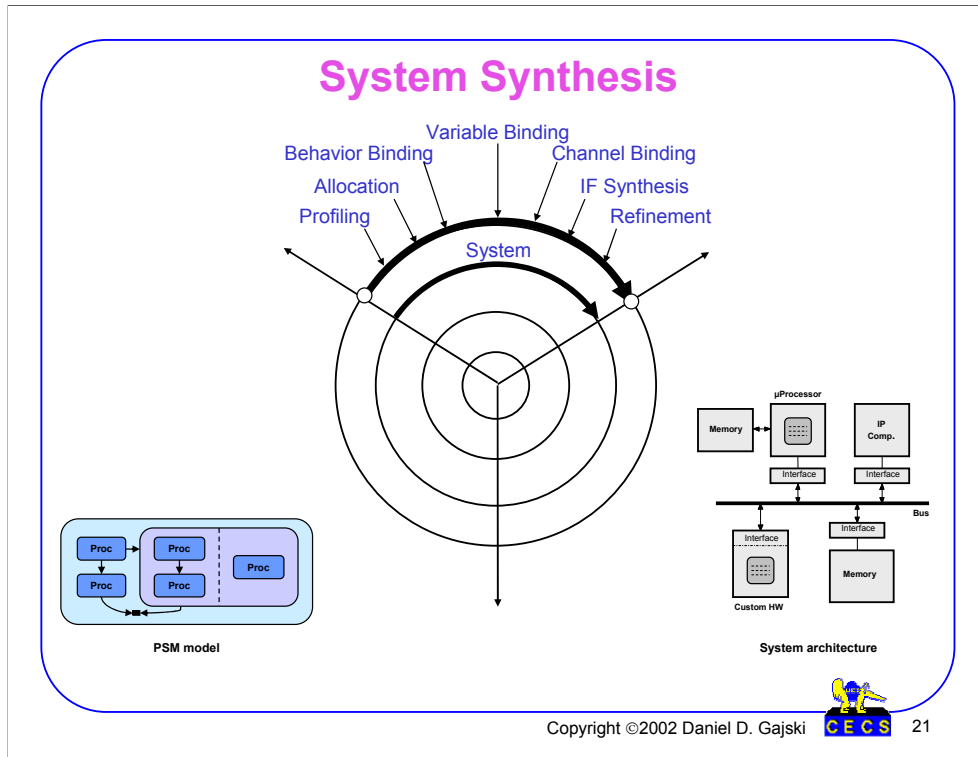 System Synthesis
Variable Binding
Behavior Binding
Channel Binding
Allocation
IF Synthesis
Profiling
Refinement
System
µProcessor
Memory
IP
Comp.
Interface
Interface
Bus
Interface
Interface
Memory
Custom HW
Proc
Proc
Proc
Proc
Proc
PSM model
System architecture
Copyright ©2002 Daniel D. Gajski
CECS
21